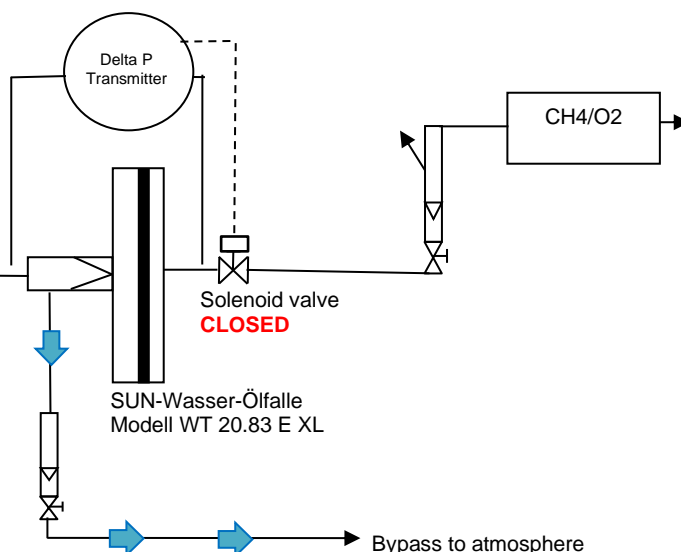 Delta P
Transmitter
CH4/O2
Solenoid valve
CLOSED
SUN-Wasser-Ölfalle
Modell WT 20.83 E XL
Bypass to atmosphere